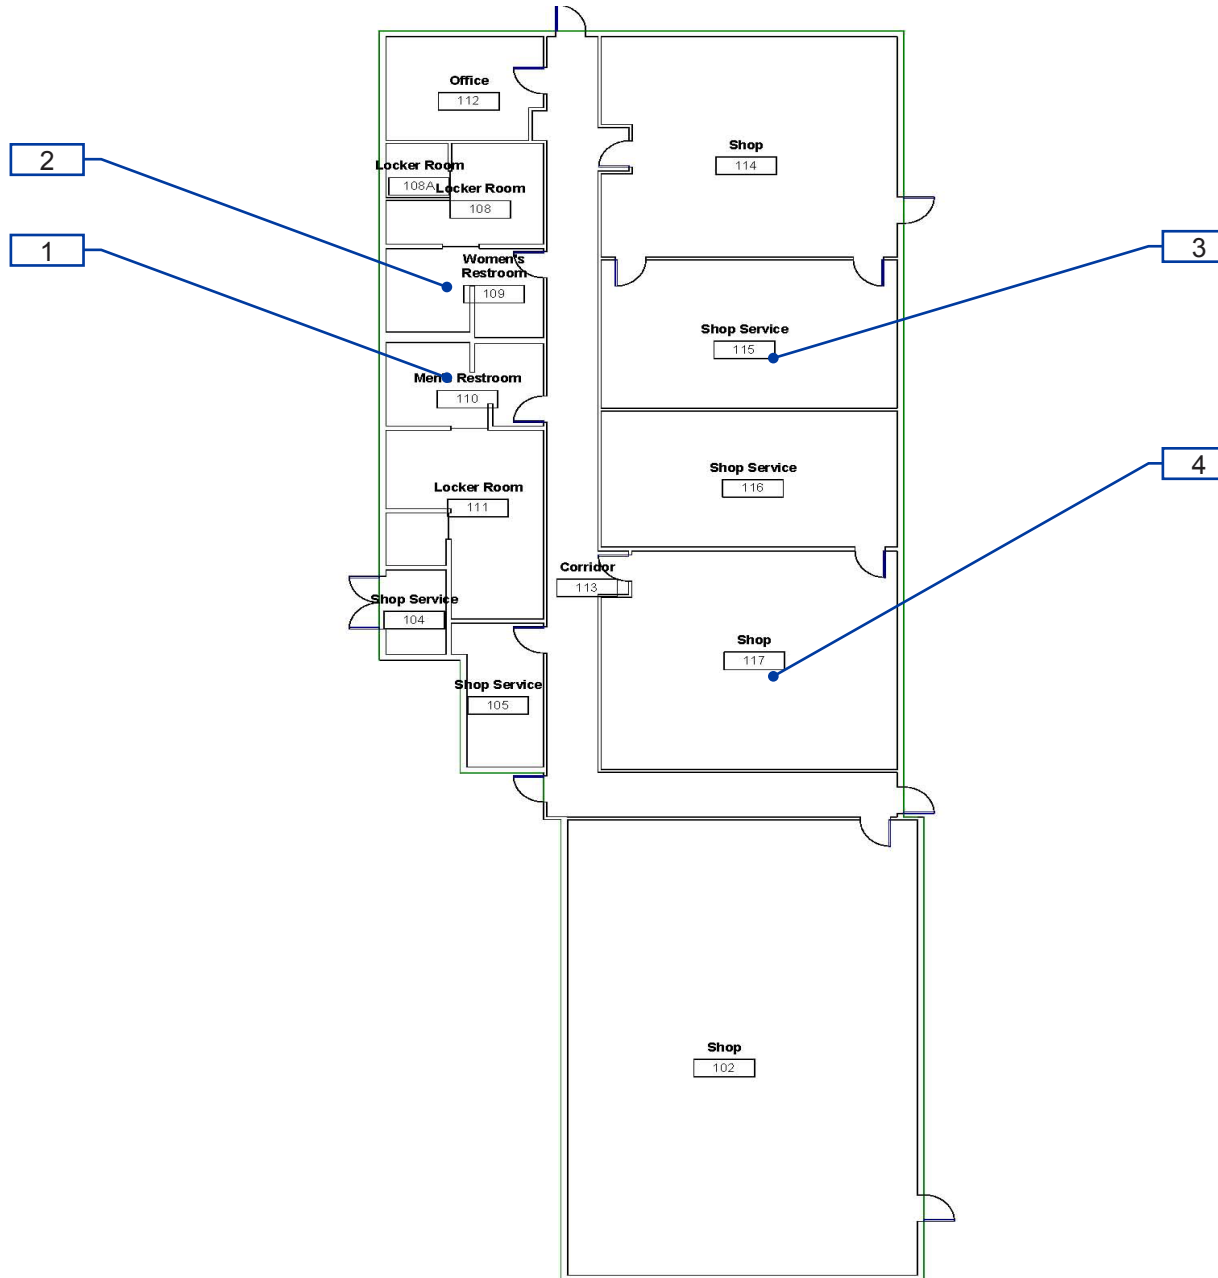 Office
112
Shop
114
2
Locker Room
108A
Locker Room
108
1
3
Women's
Restroom
109
Shop Service
115
Men's Restroom
110
4
Shop Service
116
Locker Room
111
Corridor
113
Shop Service
104
Shop
117
Shop Service
105
Shop
102